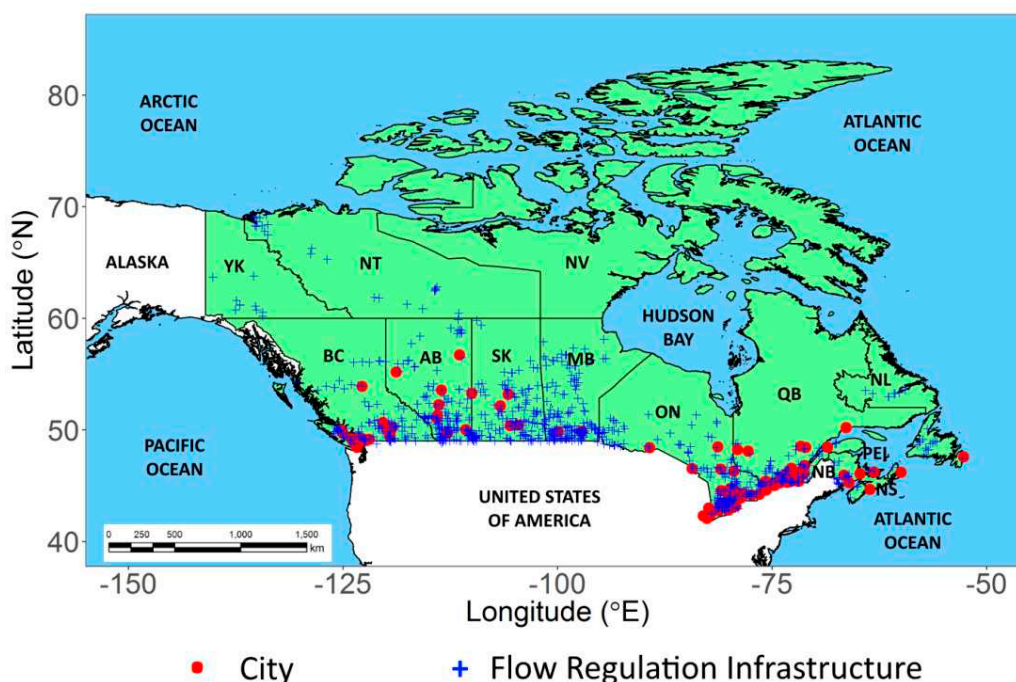 80
70
60
50
40
Latitude (°N)
ARCTIC
OCEAN
ATLANTIC
OCEAN
ALASKA
YK
NT
NV
HUDSON
BAY
BC
AB
SK
MB
ON
QB
NL
PEI
NB
NS
PACIFIC
OCEAN
UNITED STATES
OF AMERICA
ATLANTIC
OCEAN
0 250 500 1,000 1,500
km
-150 -125 -100 -75 -50
Longitude (°E)
City
Flow Regulation Infrastructure